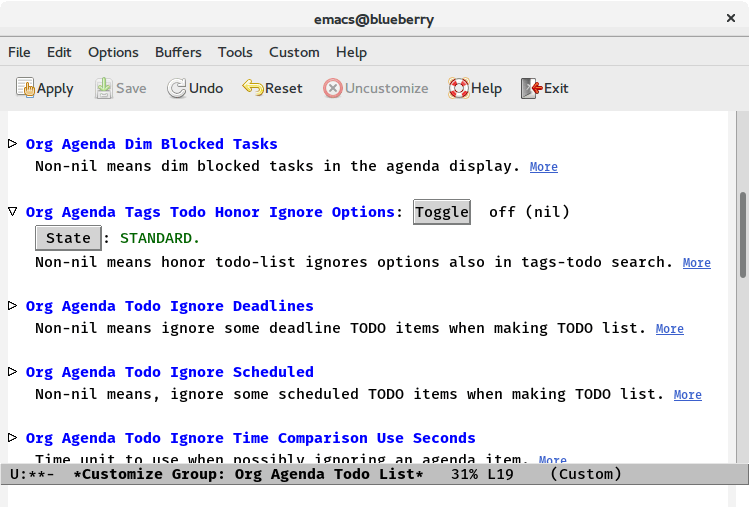 emacs@blueberry ×
File Edit Options Buffers Tools Custom Help
Apply Save Undo Reset Uncustomize Help Exit
▷ Org Agenda Dim Blocked Tasks
Non-nil means dim blocked tasks in the agenda display. More
▽ Org Agenda Tags Todo Honor Ignore Options: Toggle off (nil)
State : STANDARD.
Non-nil means honor todo-list ignores options also in tags-todo search. More
▷ Org Agenda Todo Ignore Deadlines
Non-nil means ignore some deadline TODO items when making TODO list. More
▷ Org Agenda Todo Ignore Scheduled
Non-nil means, ignore some scheduled TODO items when making TODO list. More
▷ Org Agenda Todo Ignore Time Comparison Use Seconds
Time unit to use when possibly ignoring an agenda item. More
U:**- *Customize Group: Org Agenda Todo List* 31% L19 (Custom)